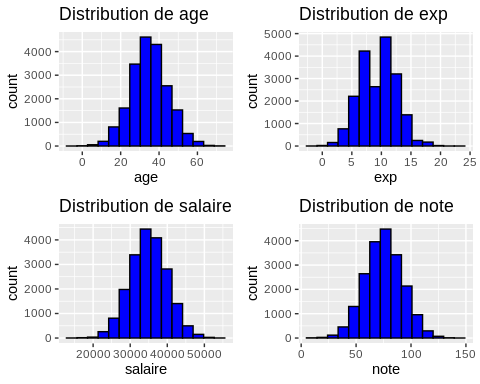 Distribution de age
count
4000
3000
2000
1000
0
0 20 40 60
age
Distribution de exp
count
5000
4000
3000
2000
1000
0
0 5 10 15 20 25
exp
Distribution de salaire
count
4000
3000
2000
1000
0
20000 30000 40000 50000
salaire
Distribution de note
count
4000
3000
2000
1000
0
0 50 100 150
note